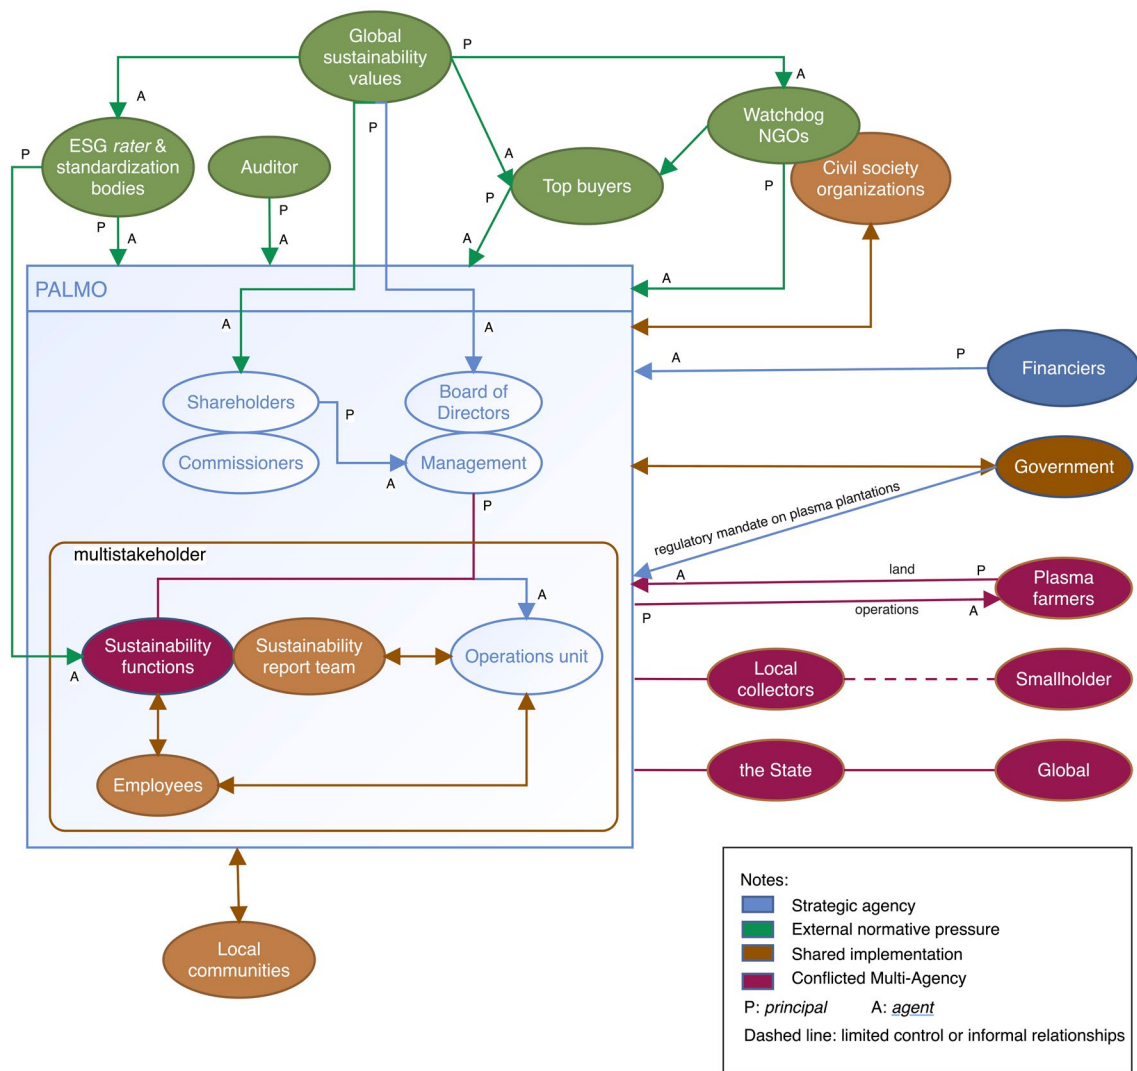 Global
sustainability
values
P
A
A
Watchdog
NGOs
ESG rater &
standardization
bodies
P
Auditor
P
A
Top buyers
Civil society
organizations
P
P
P
P
A
A
A
PALMO
A
A
A
Shareholders
Board of
Directors
P
A
P
Financiers
Commissioners
A
Management
P
Government
regulatory mandate on plasma plantations
multistakeholder
A
A
land
P
Plasma
farmers
P
operations
A
Sustainability
functions
Sustainability
report team
Operations unit
A
Local
collectors
Smallholder
Employees
the State
Global
Local
communities
Notes:
Strategic agency
External normative pressure
Shared implementation
Conflicted Multi-Agency
P: principal A: agent
Dashed line: limited control or informal relationships